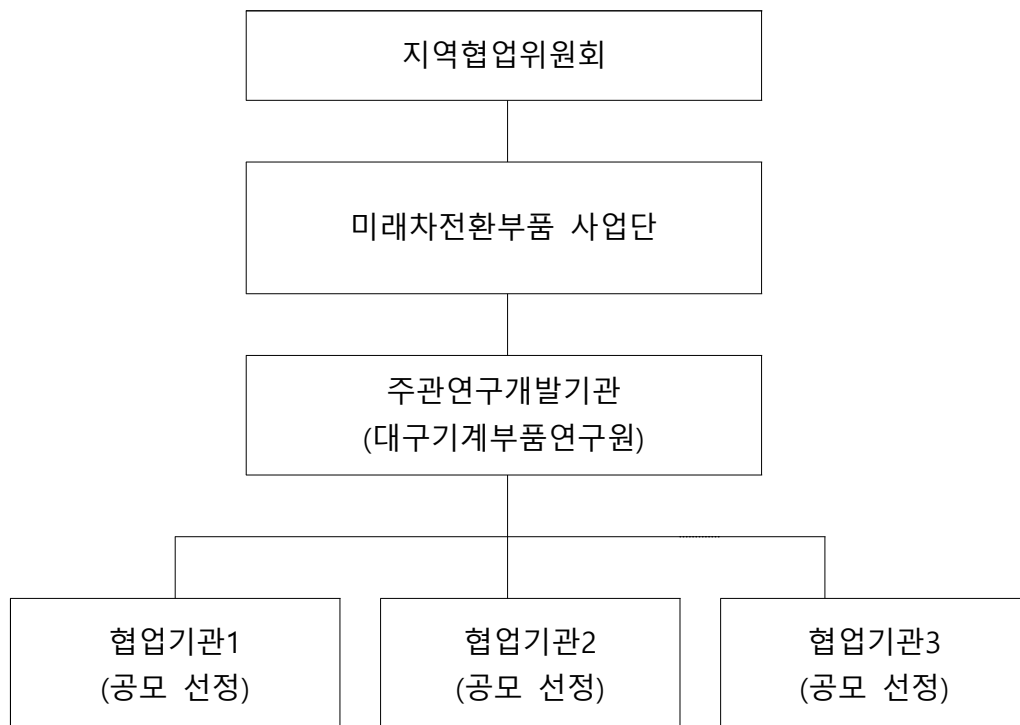 지역협업위원회
미래차전환부품 사업단
주관연구개발기관
(대구기계부품연구원)
협업기관1
(공모 선정)
협업기관2
(공모 선정)
협업기관3
(공모 선정)